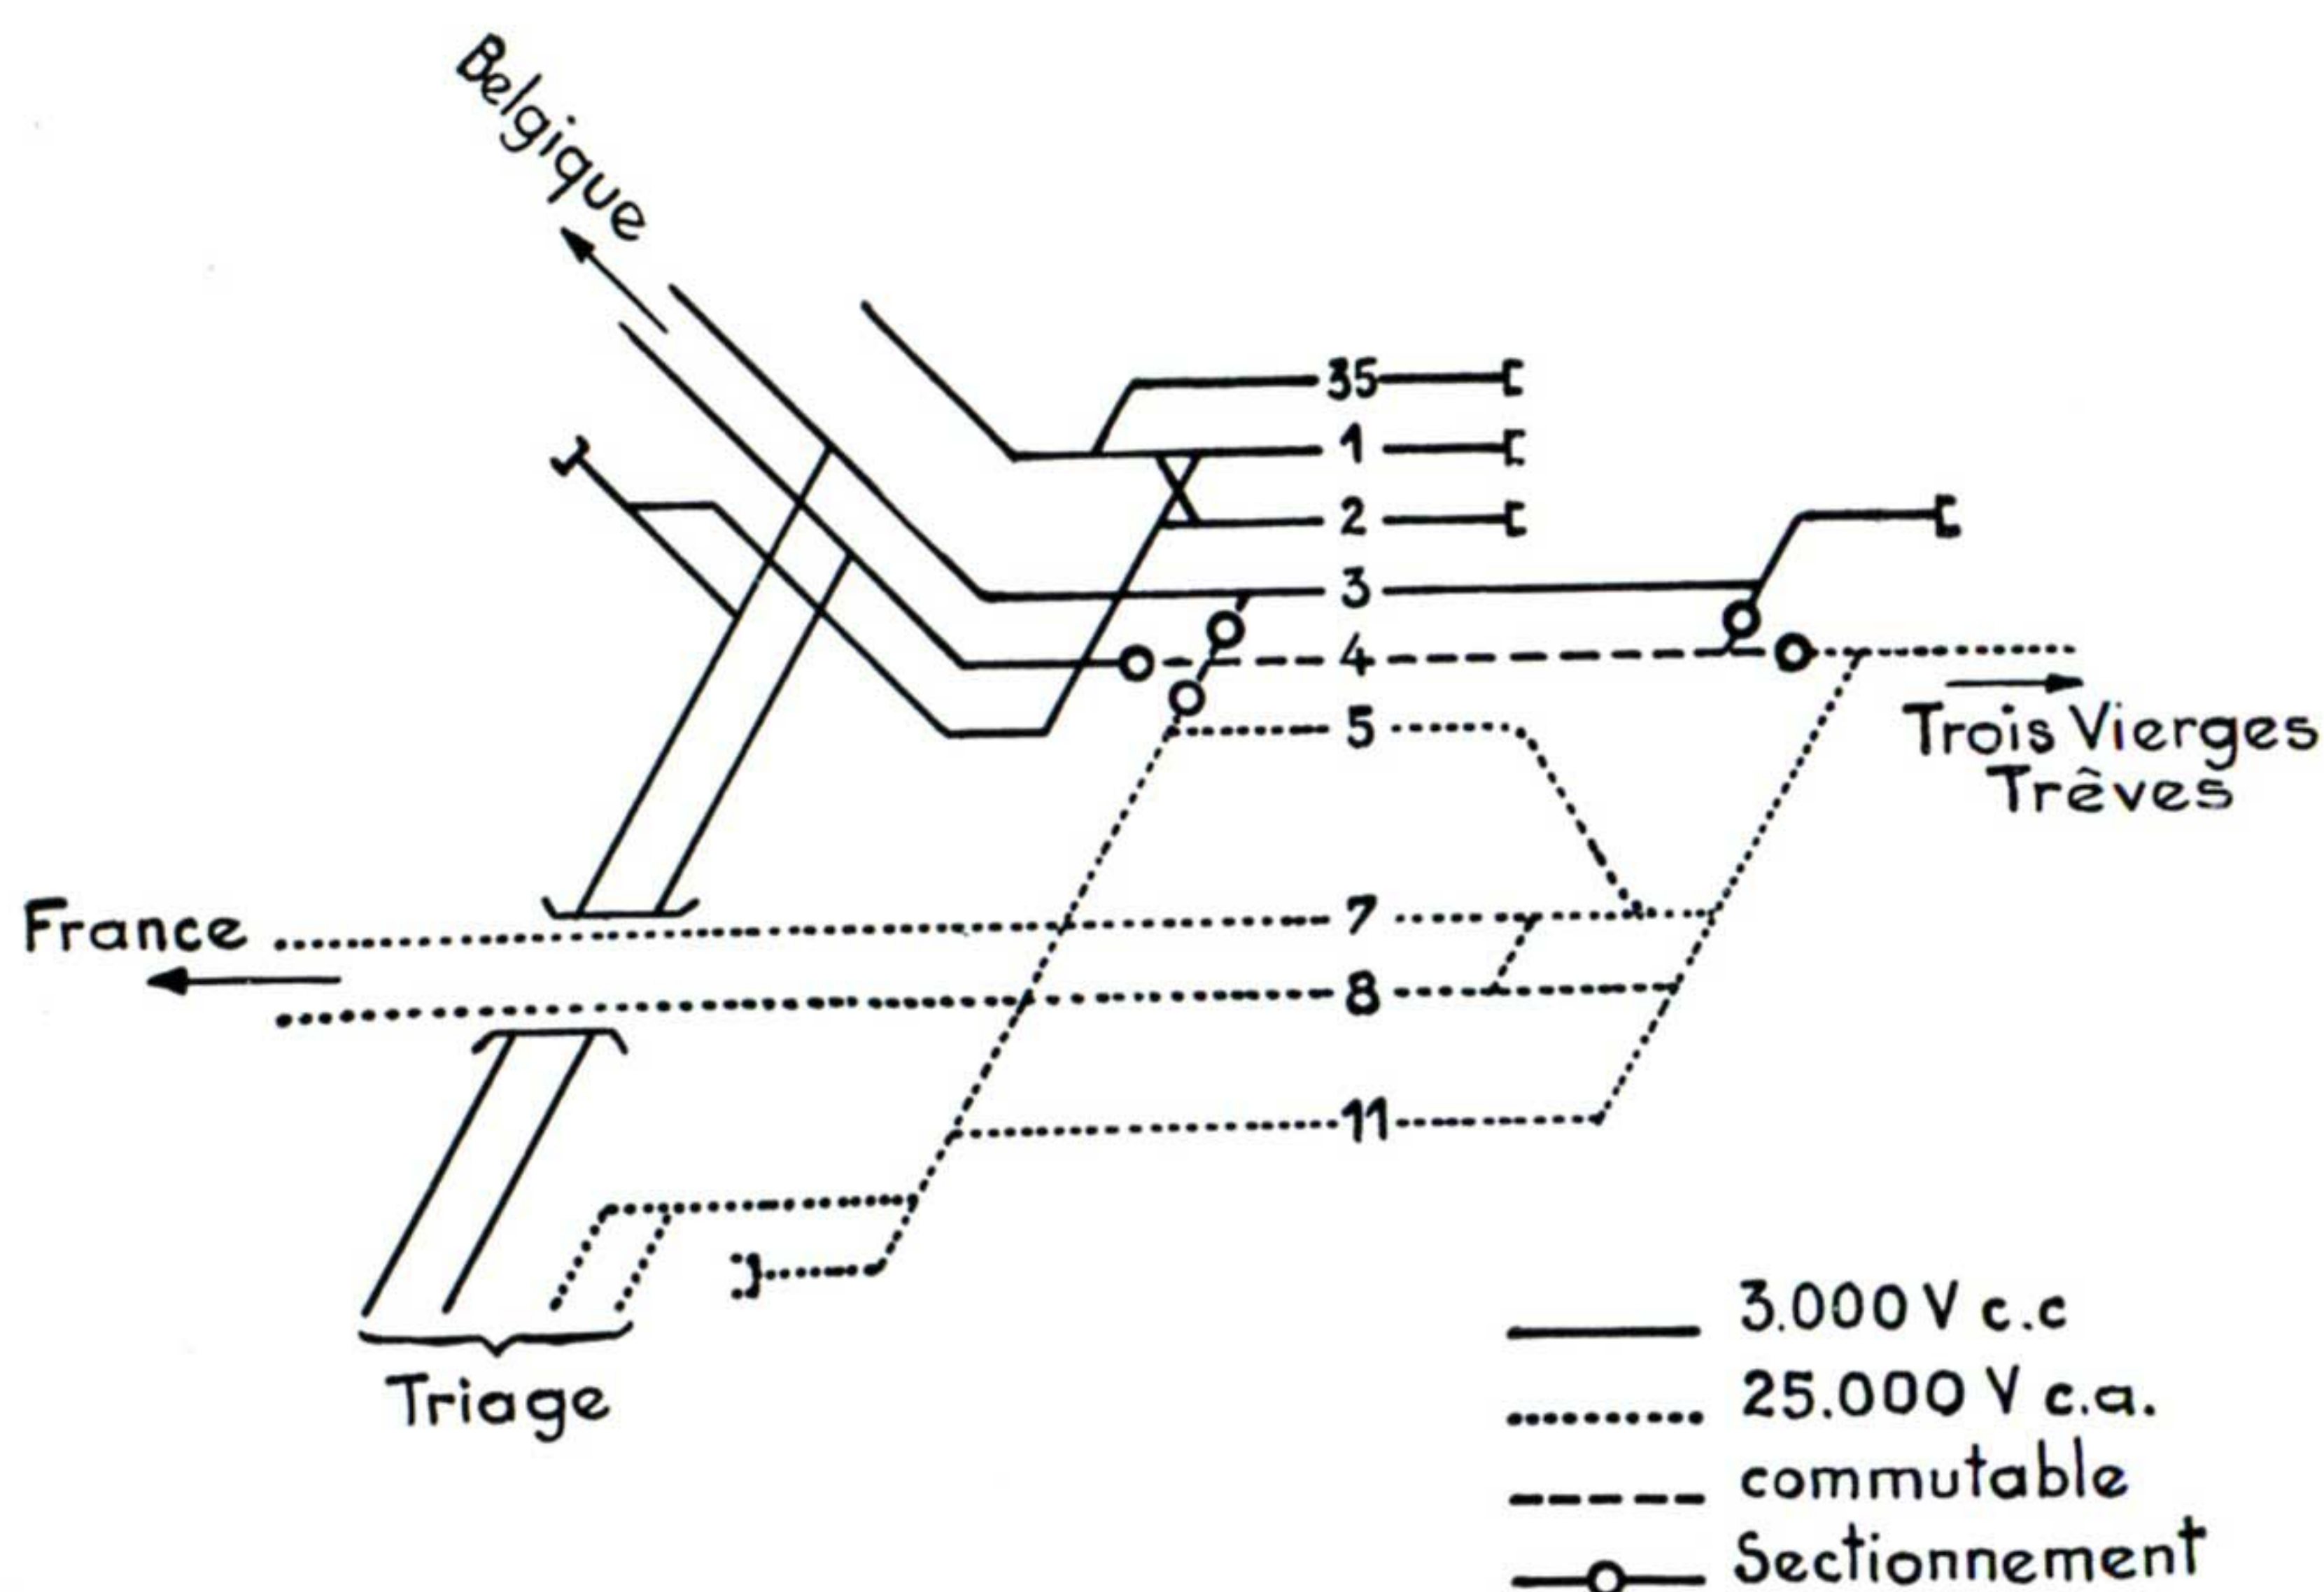 Belgique
35
1
2
3
4
5
Trois Vierges
Trêves
France
7
8
11
Triage
3.000 V c.c
25.000 V c.a.
commutable
Sectionnement